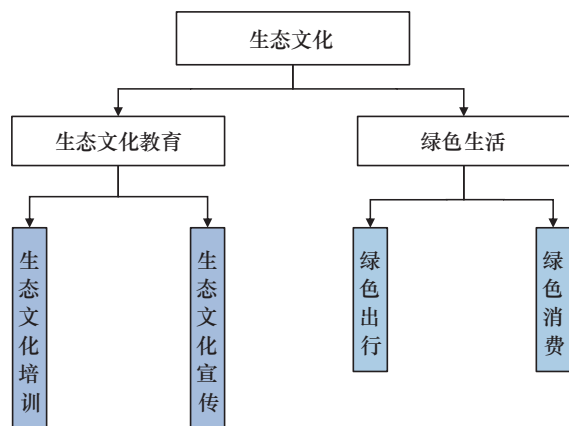 生态文化
生态文化教育
绿色生活
生态文化培训
生态文化宣传
绿色出行
绿色消费